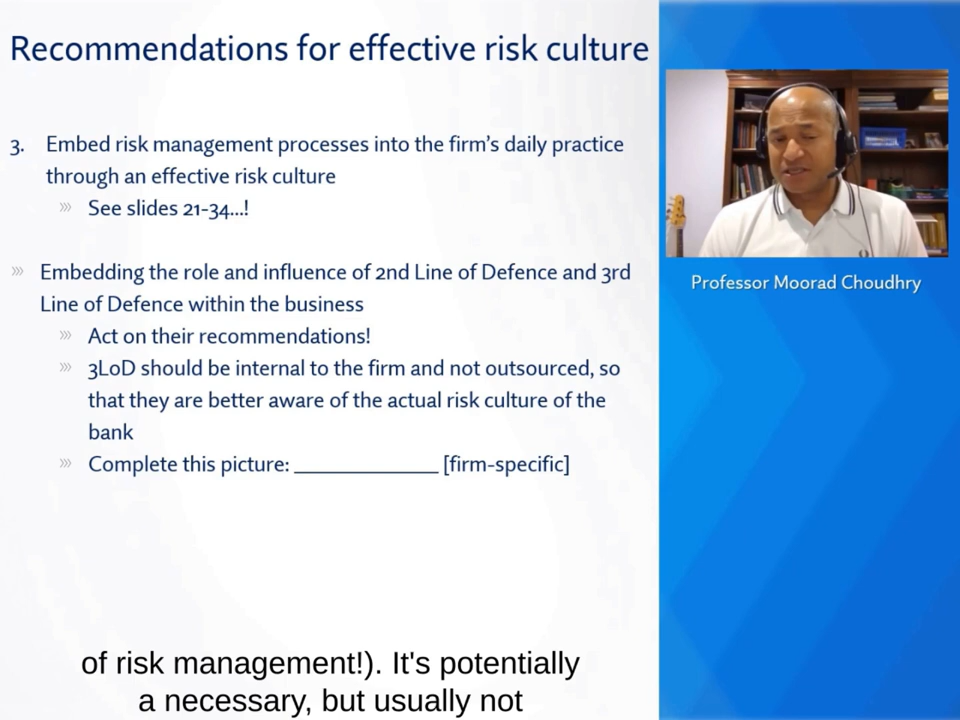 Recommendations for effective risk culture
3. Embed risk management processes into the firm's daily practice
through an effective risk culture
»» See slides 21-34...!
»» Embedding the role and influence of 2nd Line of Defence and 3rd
Line of Defence within the business
»» Act on their recommendations!
»» 3LoD should be internal to the firm and not outsourced, so
that they are better aware of the actual risk culture of the
bank
»» Complete this picture: _____________ [firm-specific]
Professor Moorad Choudhry
of risk management!). It's potentially
a necessary, but usually not